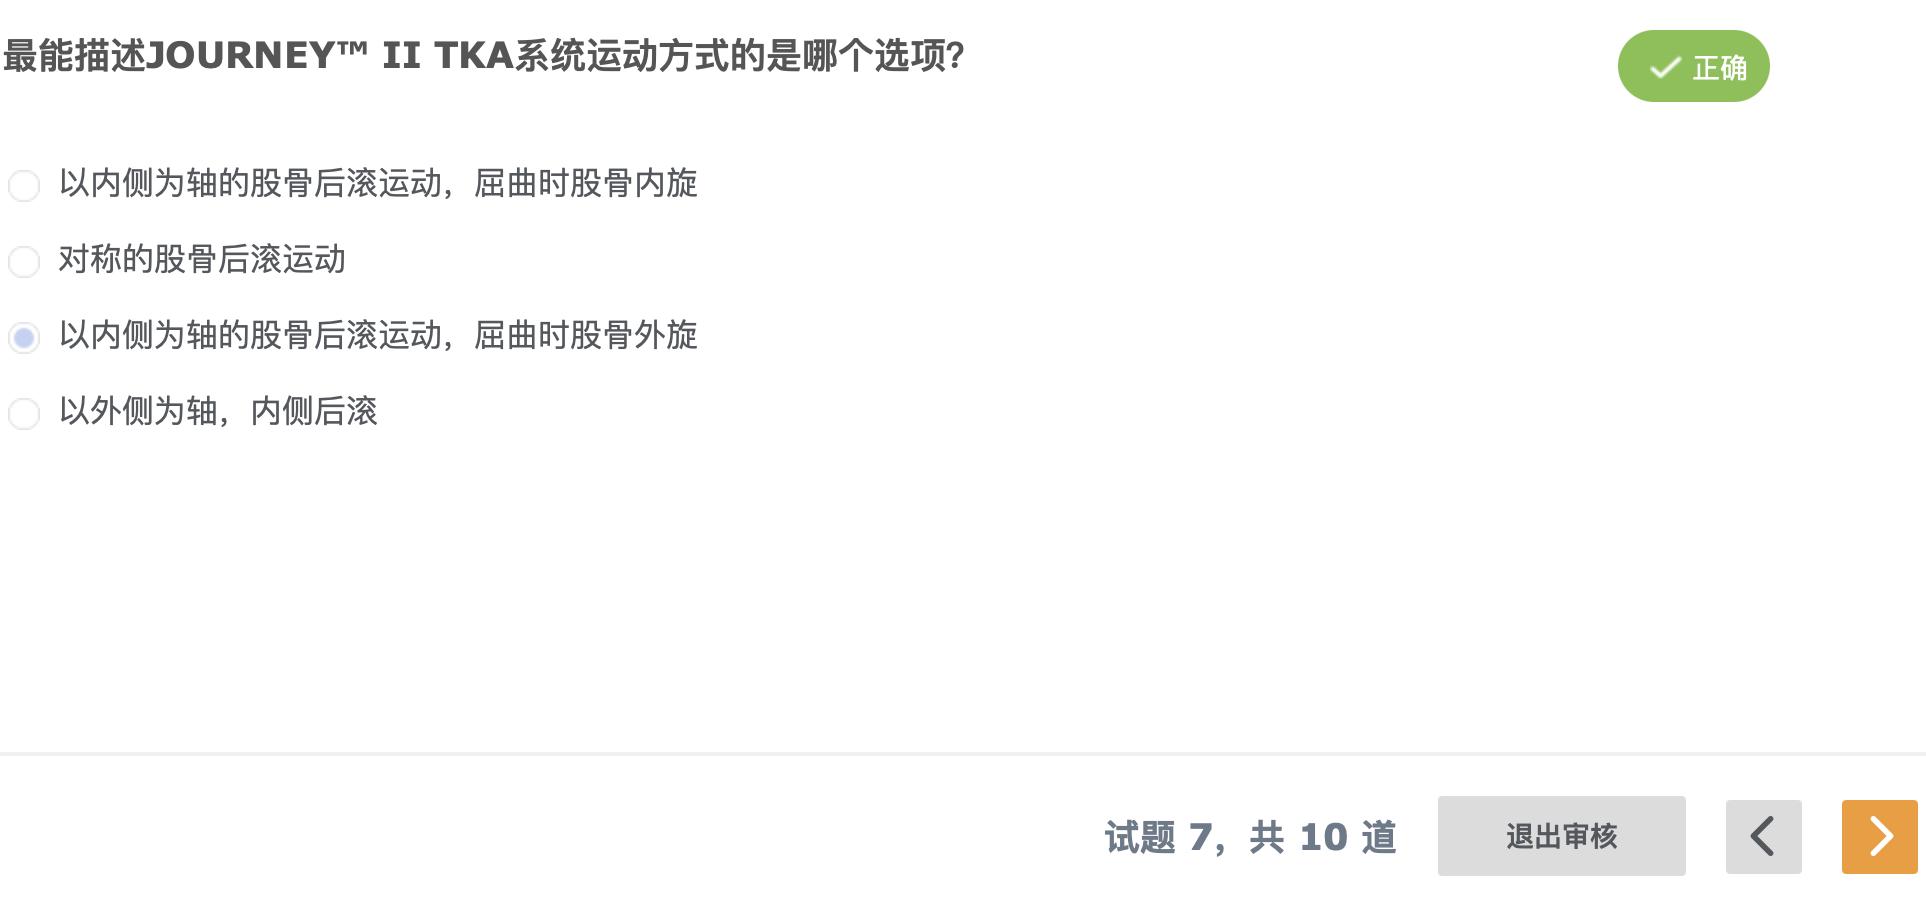 最能描述JOURNEY™ II TKA系统运动方式的是哪个选项?
正确
以内侧为轴的股骨后滚运动，屈曲时股骨内旋
对称的股骨后滚运动
以内侧为轴的股骨后滚运动，屈曲时股骨外旋
以外侧为轴，内侧后滚
试题 7，共 10 道
退出审核